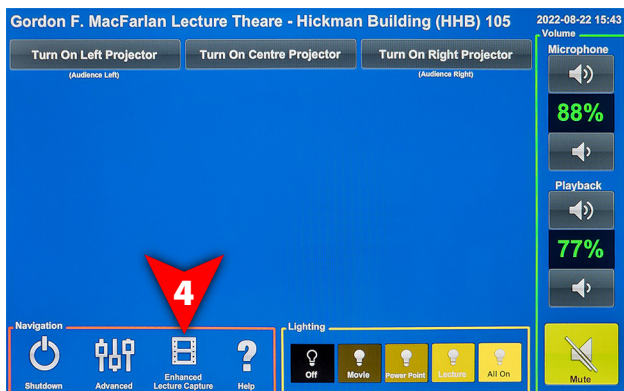 Gordon F. MacFarlan Lecture Theare - Hickman Building (HHB) 105
2022-08-22 15:43
Turn On Left Projector
(Audience Left)
Turn On Centre Projector
Turn On Right Projector
(Audience Right)
Volume
Microphone
88%
Playback
77%
Mute
4
Navigation
Shutdown
Advanced
Enhanced
Lecture Capture
?
Help
Lighting
Off
Movie
Power Point
Lecture
All On